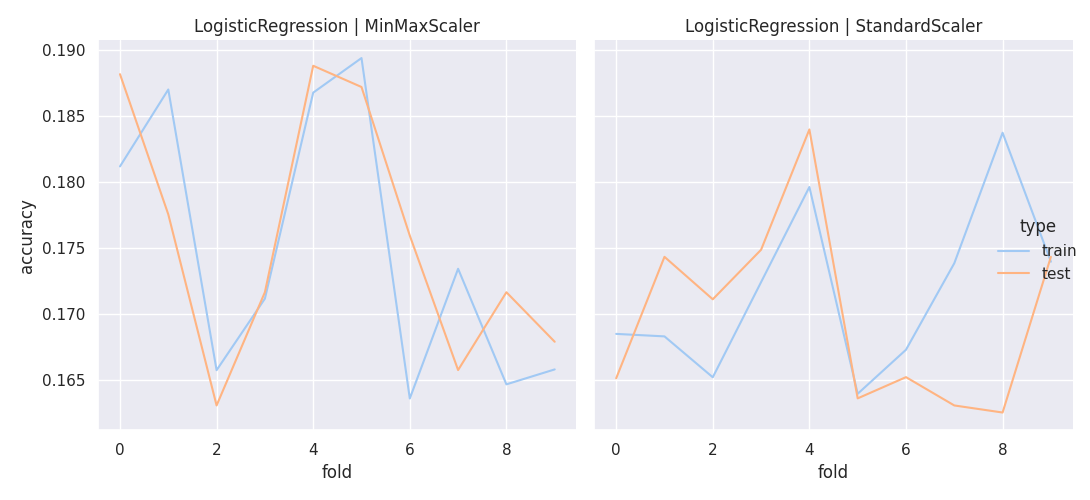 LogisticRegression | MinMaxScaler
LogisticRegression | StandardScaler
0.190
0.185
0.180
0.175
0.170
0.165
accuracy
type
train
test
0 2 4 6 8
0 2 4 6 8
fold
fold